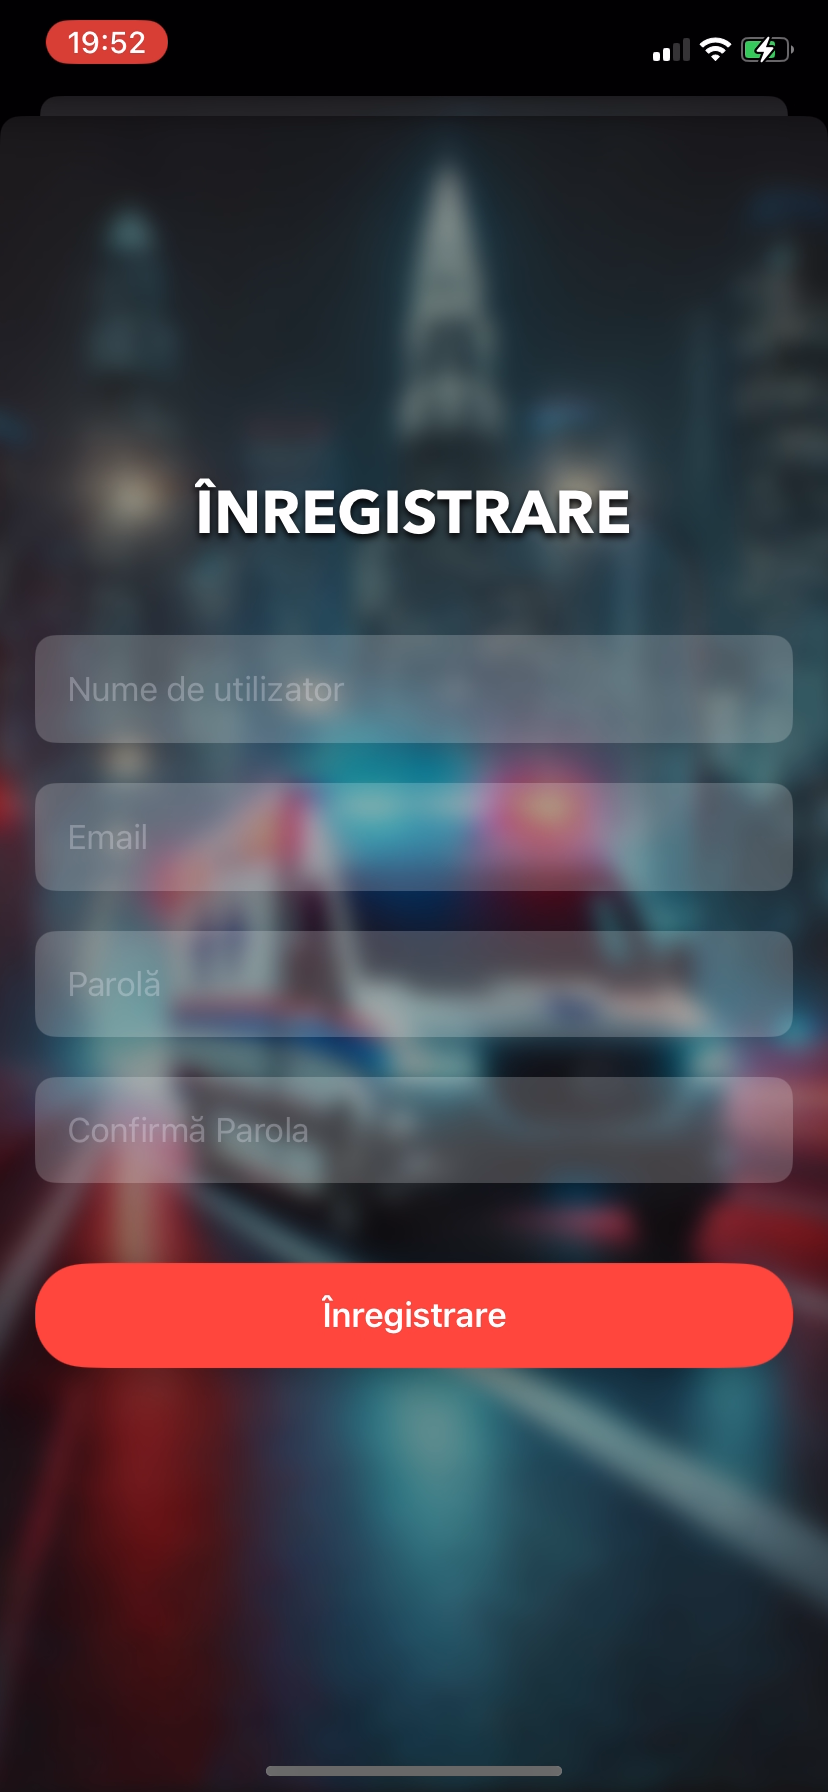 19:52
ÎNREGISTRARE
Nume de utilizator
Email
Parolă
Confirmă Parola
Înregistrare